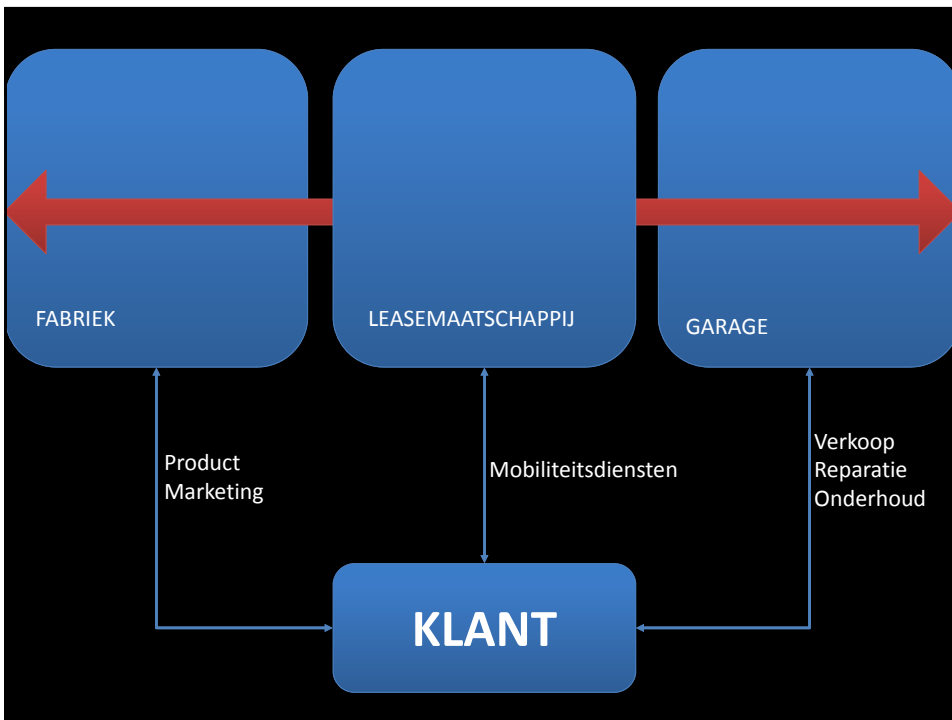 FABRIEK
LEASEMAATSCHAPPIJ
GARAGE
Product
Marketing
Mobiliteitsdiensten
Verkoop
Reparatie
Onderhoud
KLANT